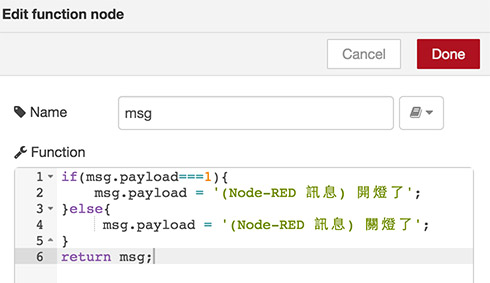 Edit function node
Cancel Done
Name msg
Function
1 if(msg.payload===1){
2 msg.payload = '(Node-RED 訊息) 開燈了';
3 }else{
4 msg.payload = '(Node-RED 訊息) 關燈了';
5 }
6 return msg;